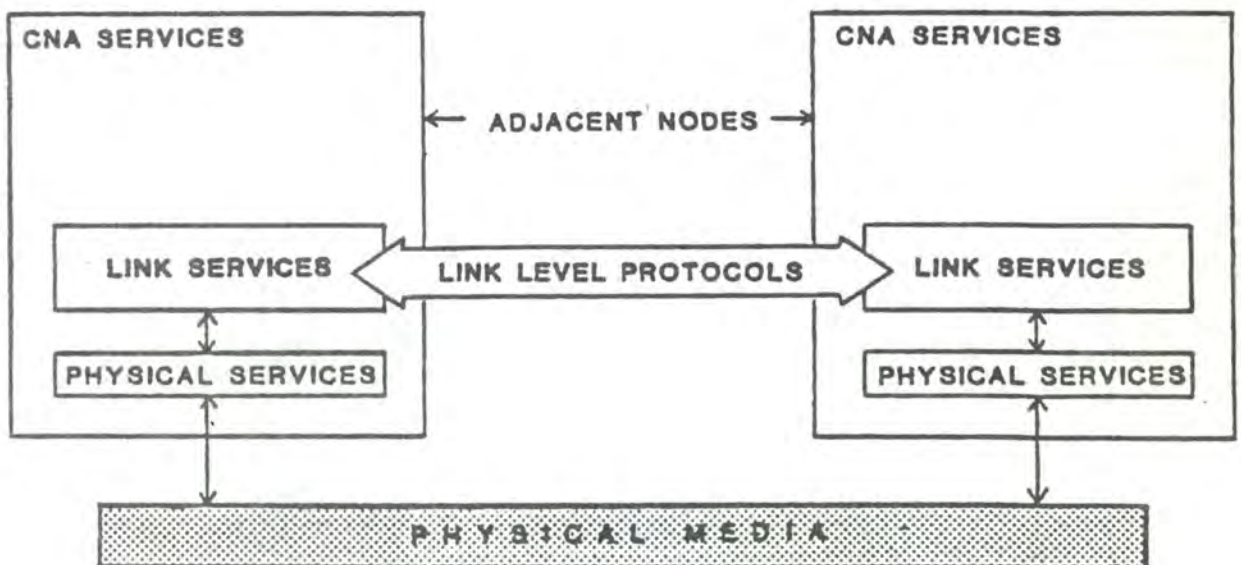 CNA SERVICES
CNA SERVICES
ADJACENT NODES
LINK SERVICES
LINK LEVEL PROTOCOLS
LINK SERVICES
PHYSICAL SERVICES
PHYSICAL SERVICES
PHYSICAL MEDIA